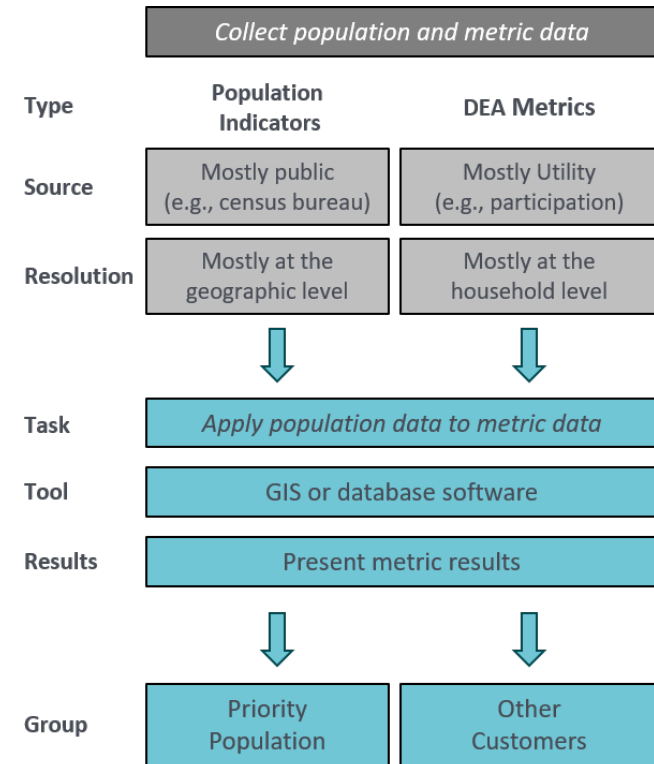 Collect population and metric data
Type
Population
Indicators
DEA Metrics
Source
Mostly public
(e.g., census bureau)
Mostly Utility
(e.g., participation)
Resolution
Mostly at the
geographic level
Mostly at the
household level
Task
Apply population data to metric data
Tool
GIS or database software
Results
Present metric results
Group
Priority
Population
Other
Customers